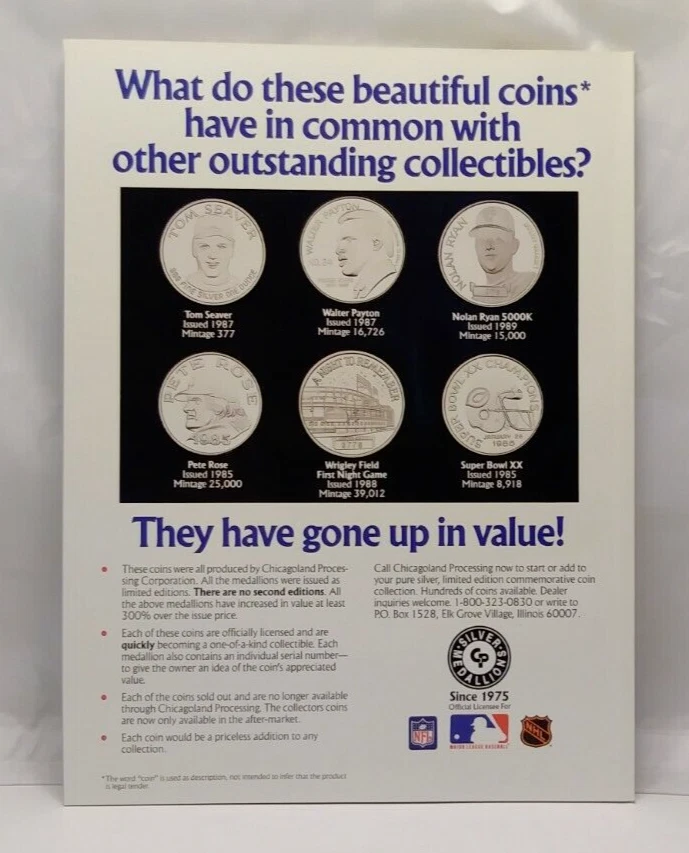 What do these beautiful coins*
have in common with
other outstanding collectibles?
TOM SEAVER
.999 FINE SILVER ONE OUNCE
WALTER PAYTON
NO. 34
NOLAN RYAN
Tom Seaver
Issued 1987
Mintage 377
Walter Payton
Issued 1987
Mintage 16,726
Nolan Ryan 5000K
Issued 1989
Mintage 15,000
PETE ROSE
1985
A NIGHT TO REMEMBER
SUPER BOWL XX CHAMPIONS
JANUARY 26
1986
Pete Rose
Issued 1985
Mintage 25,000
Wrigley Field
First Night Game
Issued 1988
Mintage 39,012
Super Bowl XX
Issued 1985
Mintage 8,918
They have gone up in value!
• These coins were all produced by Chicagoland Proces-
sing Corporation. All the medallions were issued as
limited editions. There are no second editions. All
the above medallions have increased in value at least
300% over the issue price.
• Each of these coins are officially licensed and are
quickly becoming a one-of-a-kind collectible. Each
medallion also contains an individual serial number—
to give the owner an idea of the coin's appreciated
value.
• Each of the coins sold out and are no longer available
through Chicagoland Processing. The collectors coins
are now only available in the after-market.
• Each coin would be a priceless addition to any
collection.
*The word "coin" is used as description, not intended to infer that the product
is legal tender.
Call Chicagoland Processing now to start or add to
your pure silver, limited edition commemorative coin
collection. Hundreds of coins available. Dealer
inquiries welcome. 1-800-323-0830 or write to
P.O. Box 1528, Elk Grove Village, Illinois 60007.
SILVER
CP
MEDALLIONS
Since 1975
Official Licensee For
NFL
MAJOR LEAGUE BASEBALL
NHL